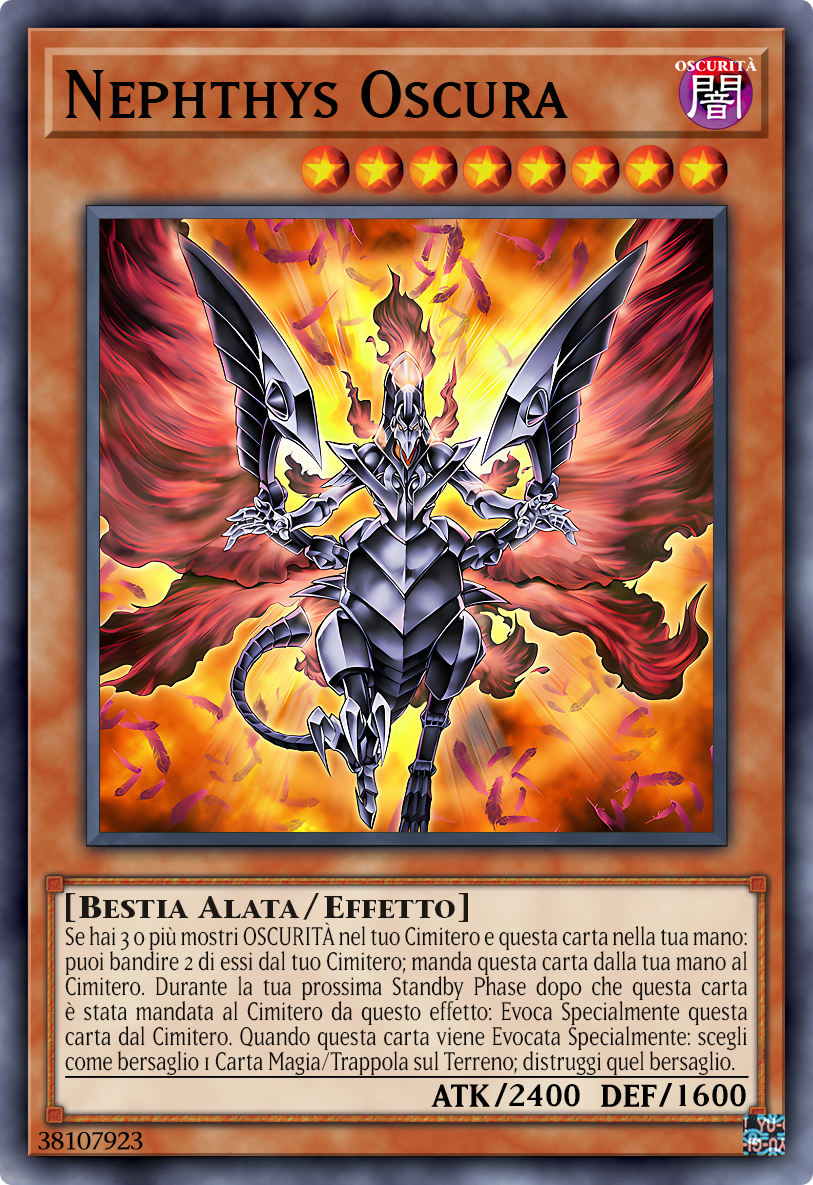 Nephthys Oscura
OSCURITÀ
闇
[Bestia Alata/Effetto]
Se hai 3 o più mostri OSCURITÀ nel tuo Cimitero e questa carta nella tua mano:
puoi bandire 2 di essi dal tuo Cimitero; manda questa carta dalla tua mano al
Cimitero. Durante la tua prossima Standby Phase dopo che questa carta
è stata mandata al Cimitero da questo effetto: Evoca Specialmente questa
carta dal Cimitero. Quando questa carta viene Evocata Specialmente: scegli
come bersaglio 1 Carta Magia/Trappola sul Terreno; distruggi quel bersaglio.
ATK/2400 DEF/1600
38107923